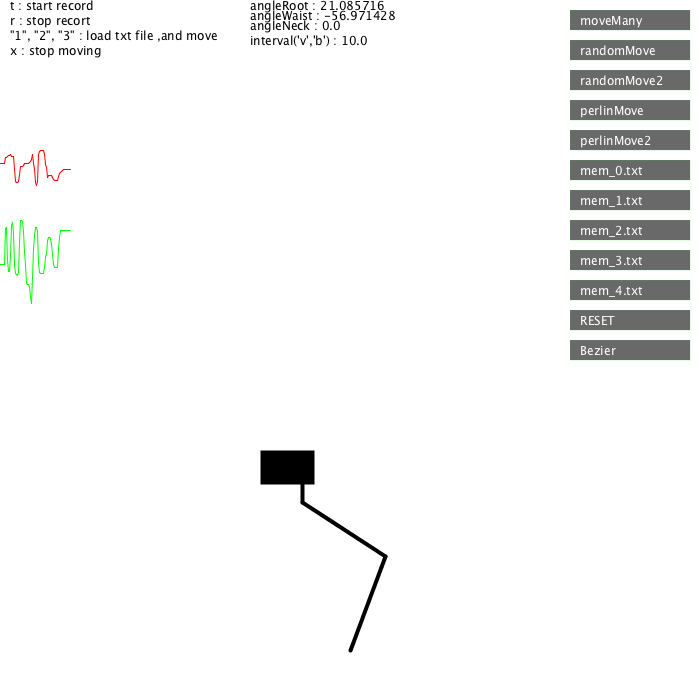 t : start record
r : stop recort
"1", "2", "3" : load txt file ,and move
x : stop moving
angleRoot : 21.085716
angleWaist : -56.971428
angleNeck : 0.0
interval('v','b') : 10.0
moveMany
randomMove
randomMove2
perlinMove
perlinMove2
mem_0.txt
mem_1.txt
mem_2.txt
mem_3.txt
mem_4.txt
RESET
Bezier